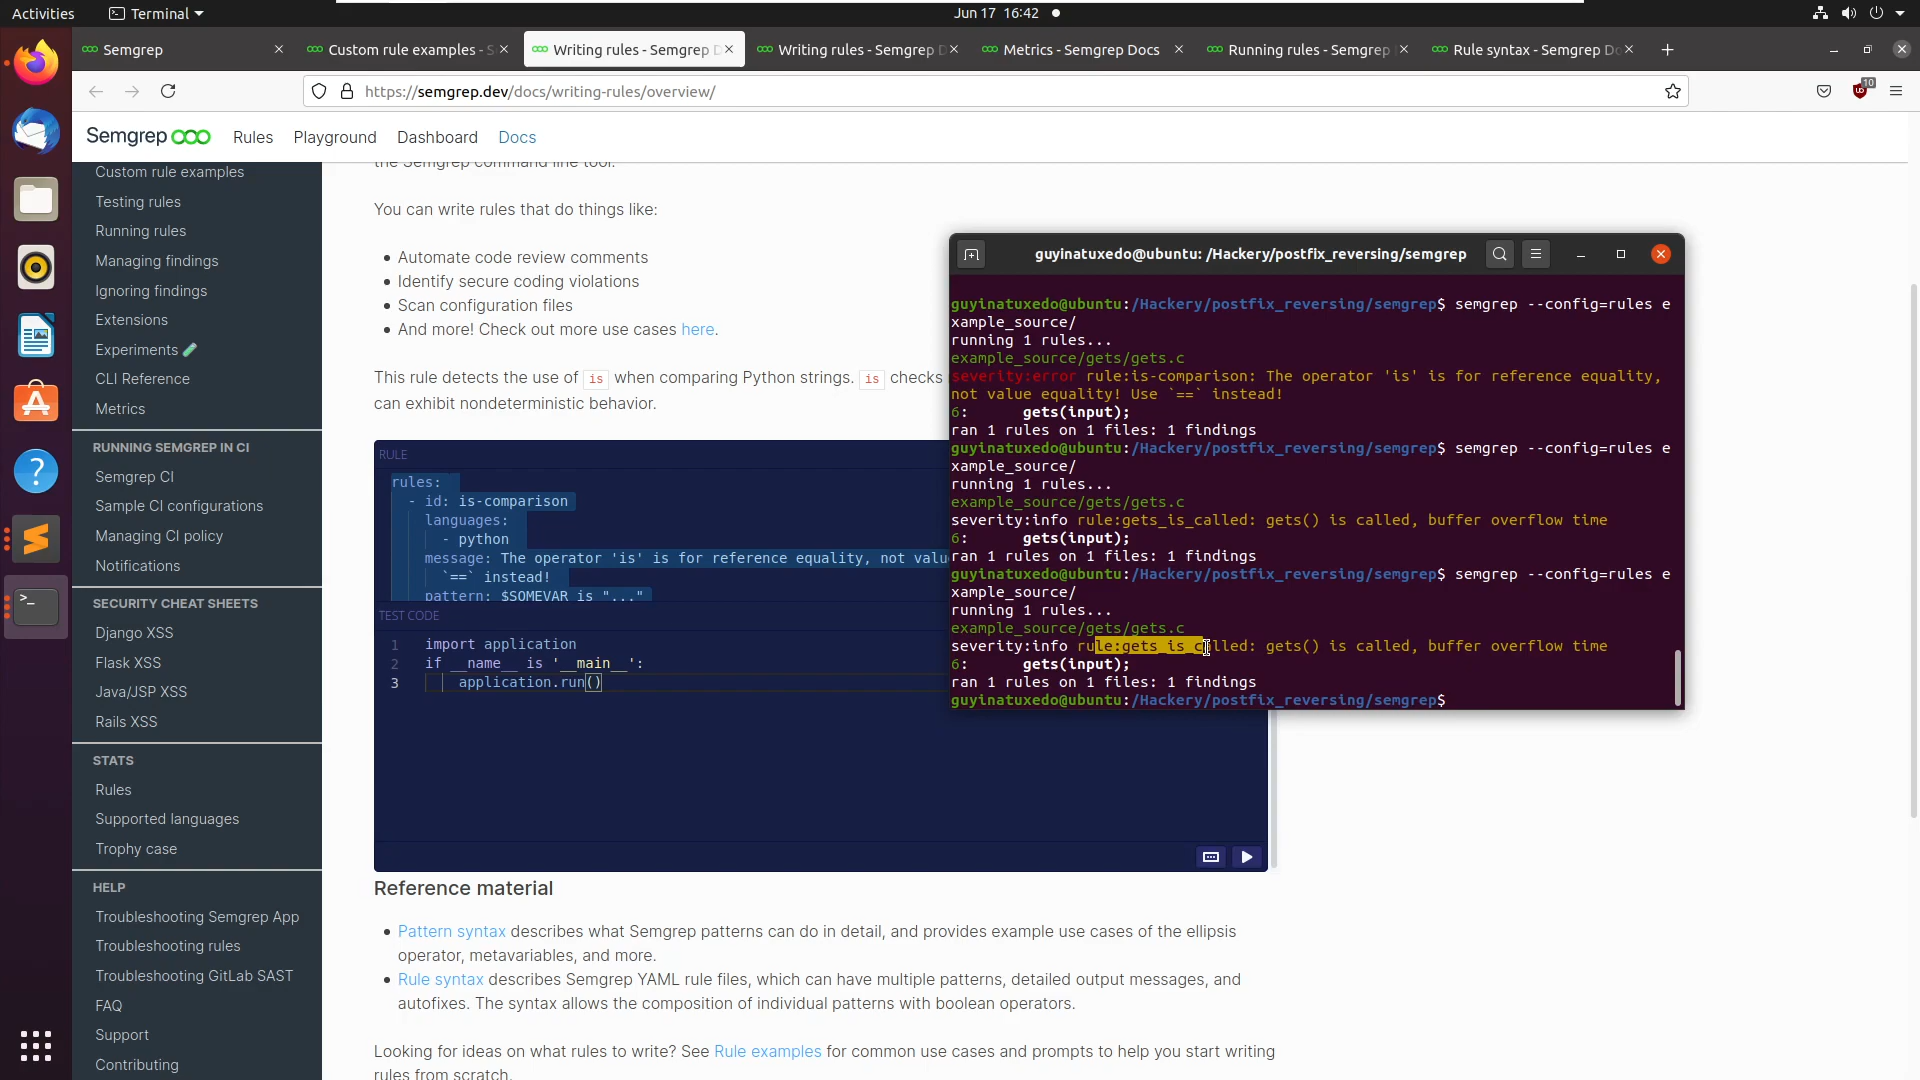 Activities
Terminal
Jun 17 16:42
Semgrep
Custom rule examples - S
Writing rules - Semgrep D
Writing rules - Semgrep D
Metrics - Semgrep Docs
Running rules - Semgrep
Rule syntax - Semgrep Do
https://semgrep.dev/docs/writing-rules/overview/
10
Semgrep
Rules
Playground
Dashboard
Docs
Custom rule examples
Testing rules
Running rules
Managing findings
Ignoring findings
Extensions
Experiments
CLI Reference
Metrics
RUNNING SEMGREP IN CI
Semgrep CI
Sample CI configurations
Managing CI policy
Notifications
SECURITY CHEAT SHEETS
Django XSS
Flask XSS
Java/JSP XSS
Rails XSS
STATS
Rules
Supported languages
Trophy case
HELP
Troubleshooting Semgrep App
Troubleshooting rules
Troubleshooting GitLab SAST
FAQ
Support
Contributing
the Semgrep command line tool.
You can write rules that do things like:
Automate code review comments
Identify secure coding violations
Scan configuration files
And more! Check out more use cases here.
This rule detects the use of is when comparing Python strings. is checks
can exhibit nondeterministic behavior.
RULE
rules:
- id: is-comparison
languages:
- python
message: The operator 'is' is for reference equality, not valu
`==` instead!
pattern: $SOMEVAR is "..."
TEST CODE
1 import application
2 if __name__ is '__main__':
3 application.run()
Reference material
Pattern syntax describes what Semgrep patterns can do in detail, and provides example use cases of the ellipsis
operator, metavariables, and more.
Rule syntax describes Semgrep YAML rule files, which can have multiple patterns, detailed output messages, and
autofixes. The syntax allows the composition of individual patterns with boolean operators.
Looking for ideas on what rules to write? See Rule examples for common use cases and prompts to help you start writing
rules from scratch.
guyinatuxedo@ubuntu: /Hackery/postfix_reversing/semgrep
guyinatuxedo@ubuntu:/Hackery/postfix_reversing/semgrep$ semgrep --config=rules e
xample_source/
running 1 rules...
example_source/gets/gets.c
severity:error rule:is-comparison: The operator 'is' is for reference equality,
not value equality! Use `==` instead!
6: gets(input);
ran 1 rules on 1 files: 1 findings
guyinatuxedo@ubuntu:/Hackery/postfix_reversing/semgrep$ semgrep --config=rules e
xample_source/
running 1 rules...
example_source/gets/gets.c
severity:info rule:gets_is_called: gets() is called, buffer overflow time
6: gets(input);
ran 1 rules on 1 files: 1 findings
guyinatuxedo@ubuntu:/Hackery/postfix_reversing/semgrep$ semgrep --config=rules e
xample_source/
running 1 rules...
example_source/gets/gets.c
severity:info rule:gets_is_called: gets() is called, buffer overflow time
6: gets(input);
ran 1 rules on 1 files: 1 findings
guyinatuxedo@ubuntu:/Hackery/postfix_reversing/semgrep$